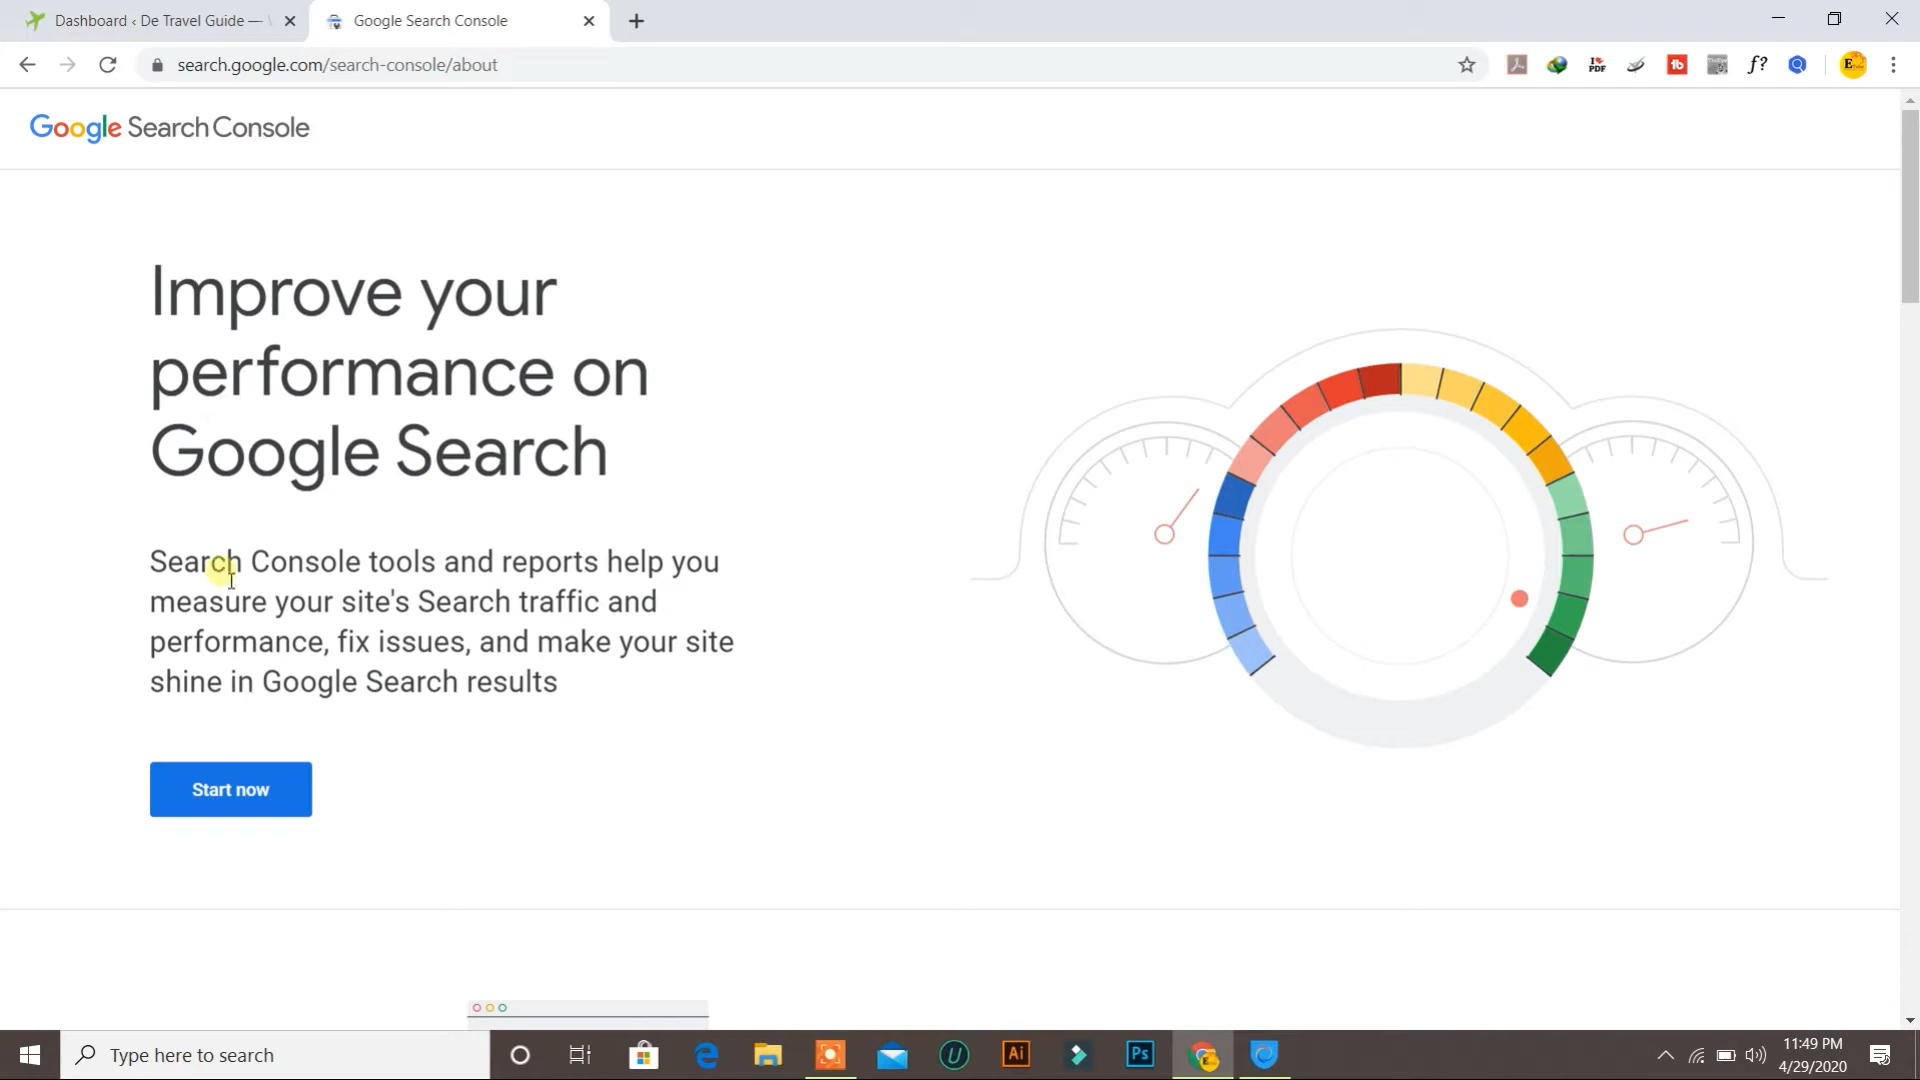 Dashboard ‹ De Travel Guide —
Google Search Console
search.google.com/search-console/about
Google Search Console
Improve your
performance on
Google Search
Search Console tools and reports help you
measure your site's Search traffic and
performance, fix issues, and make your site
shine in Google Search results
Start now
Type here to search
Ai
Ps
11:49 PM
4/29/2020